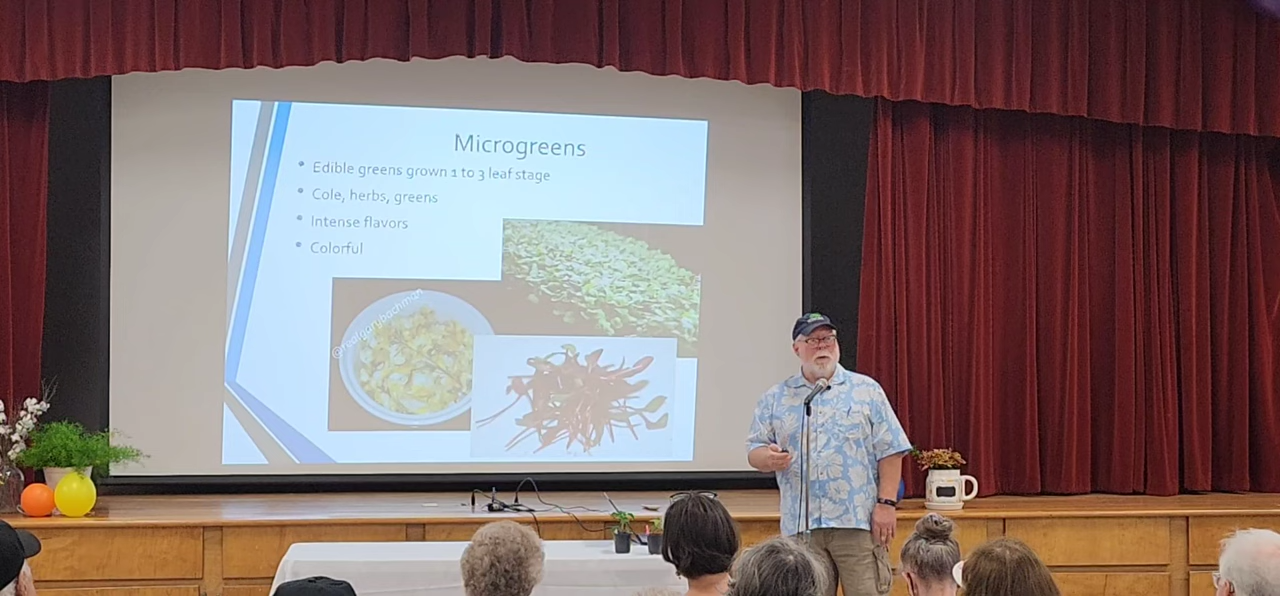 Microgreens
• Edible greens grown 1 to 3 leaf stage
• Cole, herbs, greens
• Intense flavors
• Colorful